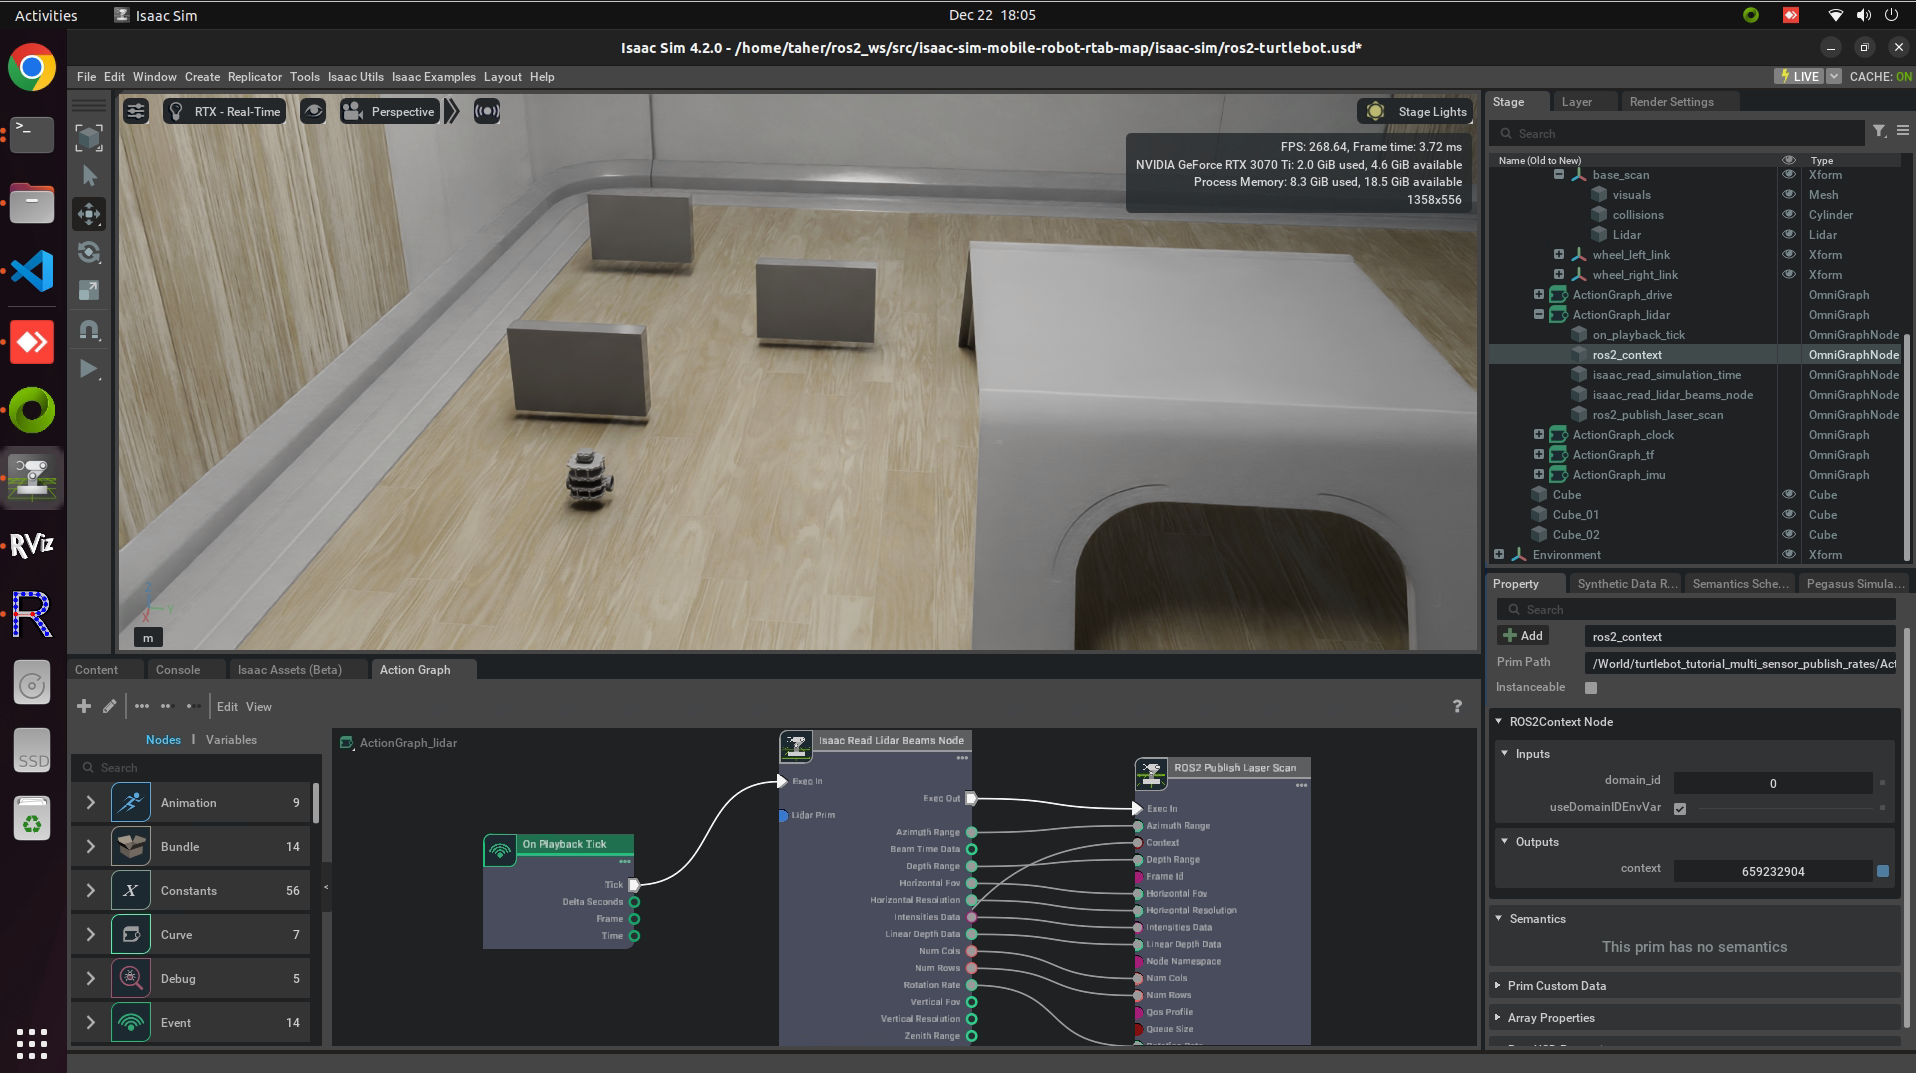 Activities
Isaac Sim
Dec 22 18:05
Isaac Sim 4.2.0 - /home/taher/ros2_ws/src/isaac-sim-mobile-robot-rtab-map/isaac-sim/ros2-turtlebot.usd*
File Edit Window Create Replicator Tools Isaac Utils Isaac Examples Layout Help
LIVE
CACHE: ON
RTX - Real-Time
Perspective
Stage Lights
FPS: 268.64, Frame time: 3.72 ms
NVIDIA GeForce RTX 3070 Ti: 2.0 GiB used, 4.6 GiB available
Process Memory: 8.3 GiB used, 18.5 GiB available
1358x556
Z
Y
X
m
Stage Layer Render Settings
Search
Name (Old to New) Type
base_scan Xform
visuals Mesh
collisions Cylinder
Lidar Lidar
wheel_left_link Xform
wheel_right_link Xform
ActionGraph_drive OmniGraph
ActionGraph_lidar OmniGraph
on_playback_tick OmniGraphNode
ros2_context OmniGraphNode
isaac_read_simulation_time OmniGraphNode
isaac_read_lidar_beams_node OmniGraphNode
ros2_publish_laser_scan OmniGraphNode
ActionGraph_clock OmniGraph
ActionGraph_tf OmniGraph
ActionGraph_imu OmniGraph
Cube Cube
Cube_01 Cube
Cube_02 Cube
Environment Xform
Property Synthetic Data R... Semantics Sche... Pegasus Simula...
Search
Add ros2_context
Prim Path /World/turtlebot_tutorial_multi_sensor_publish_rates/Act
Instanceable
ROS2Context Node
Inputs
domain_id 0
useDomainIDEnvVar
Outputs
context 659232904
Semantics
This prim has no semantics
Prim Custom Data
Array Properties
Content Console Isaac Assets (Beta) Action Graph
Edit View
?
Nodes | Variables
Search
Animation 9
Bundle 14
X Constants 56
Curve 7
Debug 5
Event 14
<
ActionGraph_lidar
On Playback Tick
Tick
Delta Seconds
Frame
Time
Isaac Read Lidar Beams Node
Exec In
Exec Out
Lidar Prim
Azimuth Range
Beam Time Data
Depth Range
Horizontal Fov
Horizontal Resolution
Intensities Data
Linear Depth Data
Num Cols
Num Rows
Rotation Rate
Vertical Fov
Vertical Resolution
Zenith Range
ROS2 Publish Laser Scan
Exec In
Azimuth Range
Context
Depth Range
Frame Id
Horizontal Fov
Horizontal Resolution
Intensities Data
Linear Depth Data
Node Namespace
Num Cols
Num Rows
Qos Profile
Queue Size
Rotation Rate
>_
RViz
R
SSD